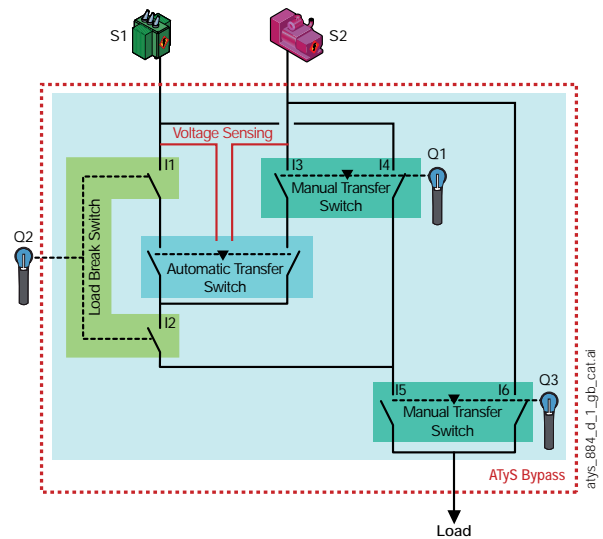 S1
S2
Voltage Sensing
I1
I3
I4
Q1
Manual Transfer
Switch
Q2
Load Break Switch
Automatic Transfer
Switch
I2
I5
I6
Q3
Manual Transfer
Switch
ATyS Bypass
atys_884_d_1_gb_cat.ai
Load